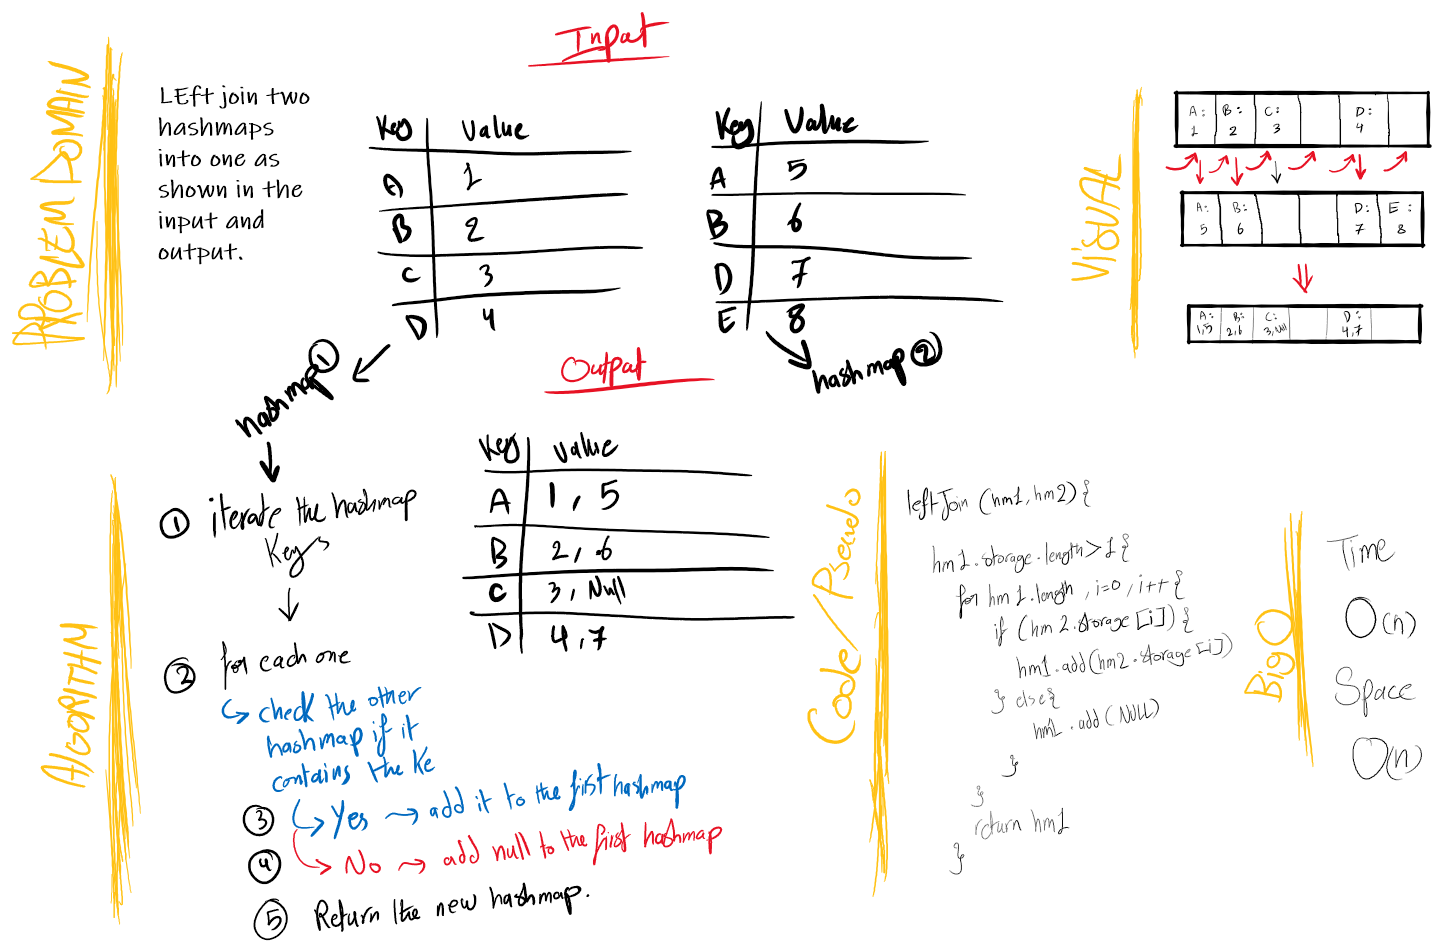 PROBLEM DOMAIN
LEft join two
hashmaps
into one as
shown in the
input and
output.
Input
Key Value
A 1
B 2
C 3
D 4
hashmap 1
Key Value
A 5
B 6
D 7
E 8
hashmap 2
Output
Key Value
A 1, 5
B 2, 6
C 3, Null
D 4, 7
VISUAL
A: B: C: D:
1 2 3 4
A: B: D: E:
5 6 7 8
A: B: C: D:
1,5 2,6 3,Null 4,7
ALGORITHM
1 iterate the hashmap
Keys
2 for each one
check the other
hashmap if it
contains the Ke
3 Yes → add it to the first hashmap
4 No → add null to the first hashmap
5 Return the new hashmap.
Code/Pseudo
leftJoin (hm1, hm2) {
hm1.storage.length > 1 {
for hm1.length, i=0, i++ {
if (hm2.storage[i]) {
hm1.add(hm2.storage[i])
} else {
hm1.add(NULL)
}
}
return hm1
}
Big O
Time
O(n)
Space
O(n)